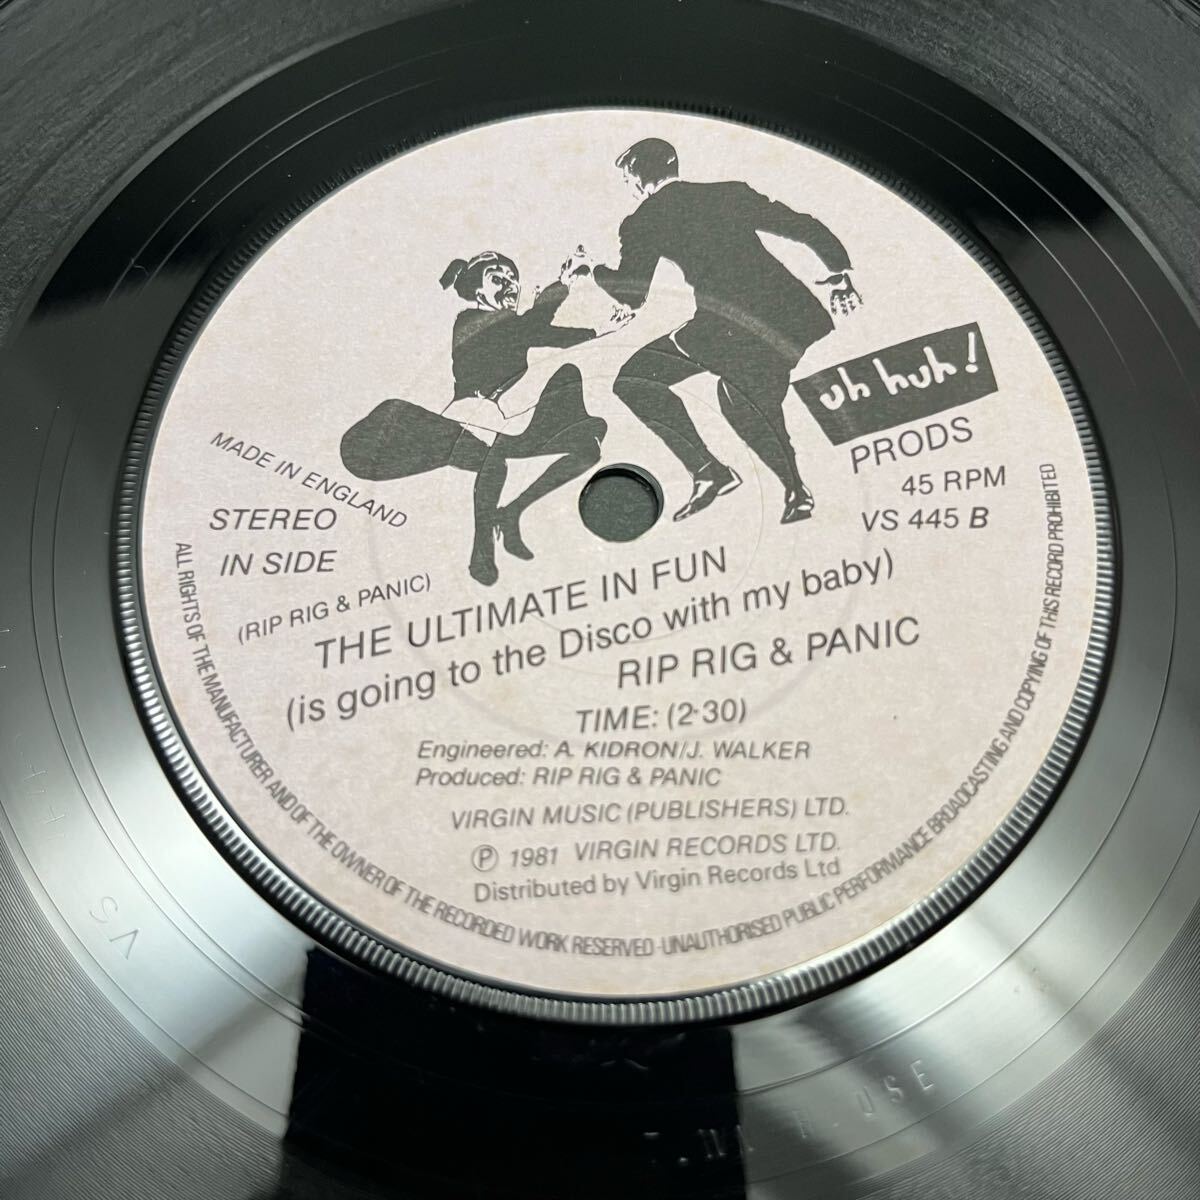 uh huh!
PRODS
45 RPM
VS 445 B
MADE IN ENGLAND
STEREO
IN SIDE
(RIP RIG & PANIC)
THE ULTIMATE IN FUN
(is going to the Disco with my baby)
RIP RIG & PANIC
TIME: (2·30)
Engineered: A. KIDRON/J. WALKER
Produced: RIP RIG & PANIC
VIRGIN MUSIC (PUBLISHERS) LTD.
Ⓟ 1981 VIRGIN RECORDS LTD.
Distributed by Virgin Records Ltd
ALL RIGHTS OF THE MANUFACTURER AND OF THE OWNER OF THE RECORDED WORK RESERVED · UNAUTHORISED PUBLIC PERFORMANCE BROADCASTING AND COPYING OF THIS RECORD PROHIBITED
VS
USE